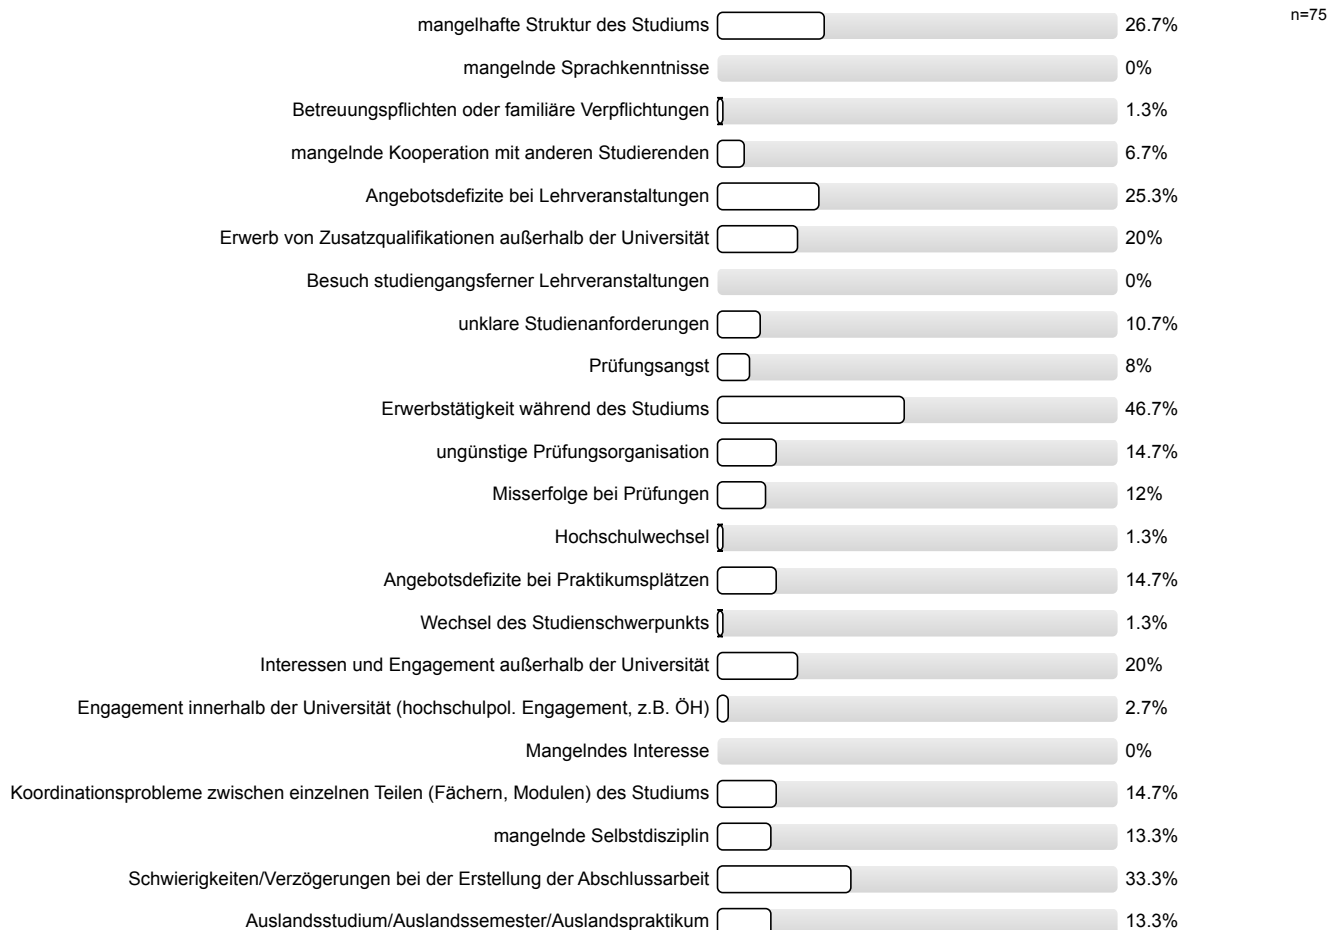 mangelhafte Struktur des Studiums 26.7% n=75
mangelnde Sprachkenntnisse 0%
Betreuungspflichten oder familiäre Verpflichtungen 1.3%
mangelnde Kooperation mit anderen Studierenden 6.7%
Angebotsdefizite bei Lehrveranstaltungen 25.3%
Erwerb von Zusatzqualifikationen außerhalb der Universität 20%
Besuch studiengangsferner Lehrveranstaltungen 0%
unklare Studienanforderungen 10.7%
Prüfungsangst 8%
Erwerbstätigkeit während des Studiums 46.7%
ungünstige Prüfungsorganisation 14.7%
Misserfolge bei Prüfungen 12%
Hochschulwechsel 1.3%
Angebotsdefizite bei Praktikumsplätzen 14.7%
Wechsel des Studienschwerpunkts 1.3%
Interessen und Engagement außerhalb der Universität 20%
Engagement innerhalb der Universität (hochschulpol. Engagement, z.B. ÖH) 2.7%
Mangelndes Interesse 0%
Koordinationsprobleme zwischen einzelnen Teilen (Fächern, Modulen) des Studiums 14.7%
mangelnde Selbstdisziplin 13.3%
Schwierigkeiten/Verzögerungen bei der Erstellung der Abschlussarbeit 33.3%
Auslandsstudium/Auslandssemester/Auslandspraktikum 13.3%